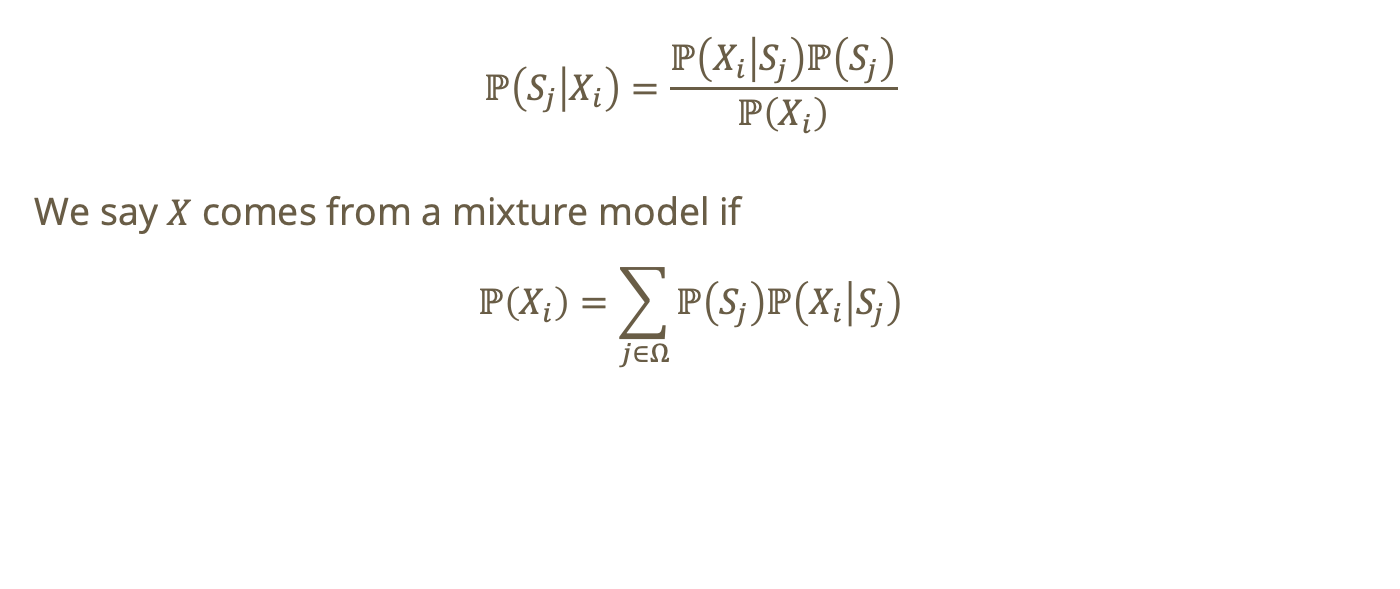 ℙ(S_j|X_i) = ℙ(X_i|S_j)ℙ(S_j) / ℙ(X_i)
We say X comes from a mixture model if
ℙ(X_i) = ∑_{j∈Ω} ℙ(S_j)ℙ(X_i|S_j)